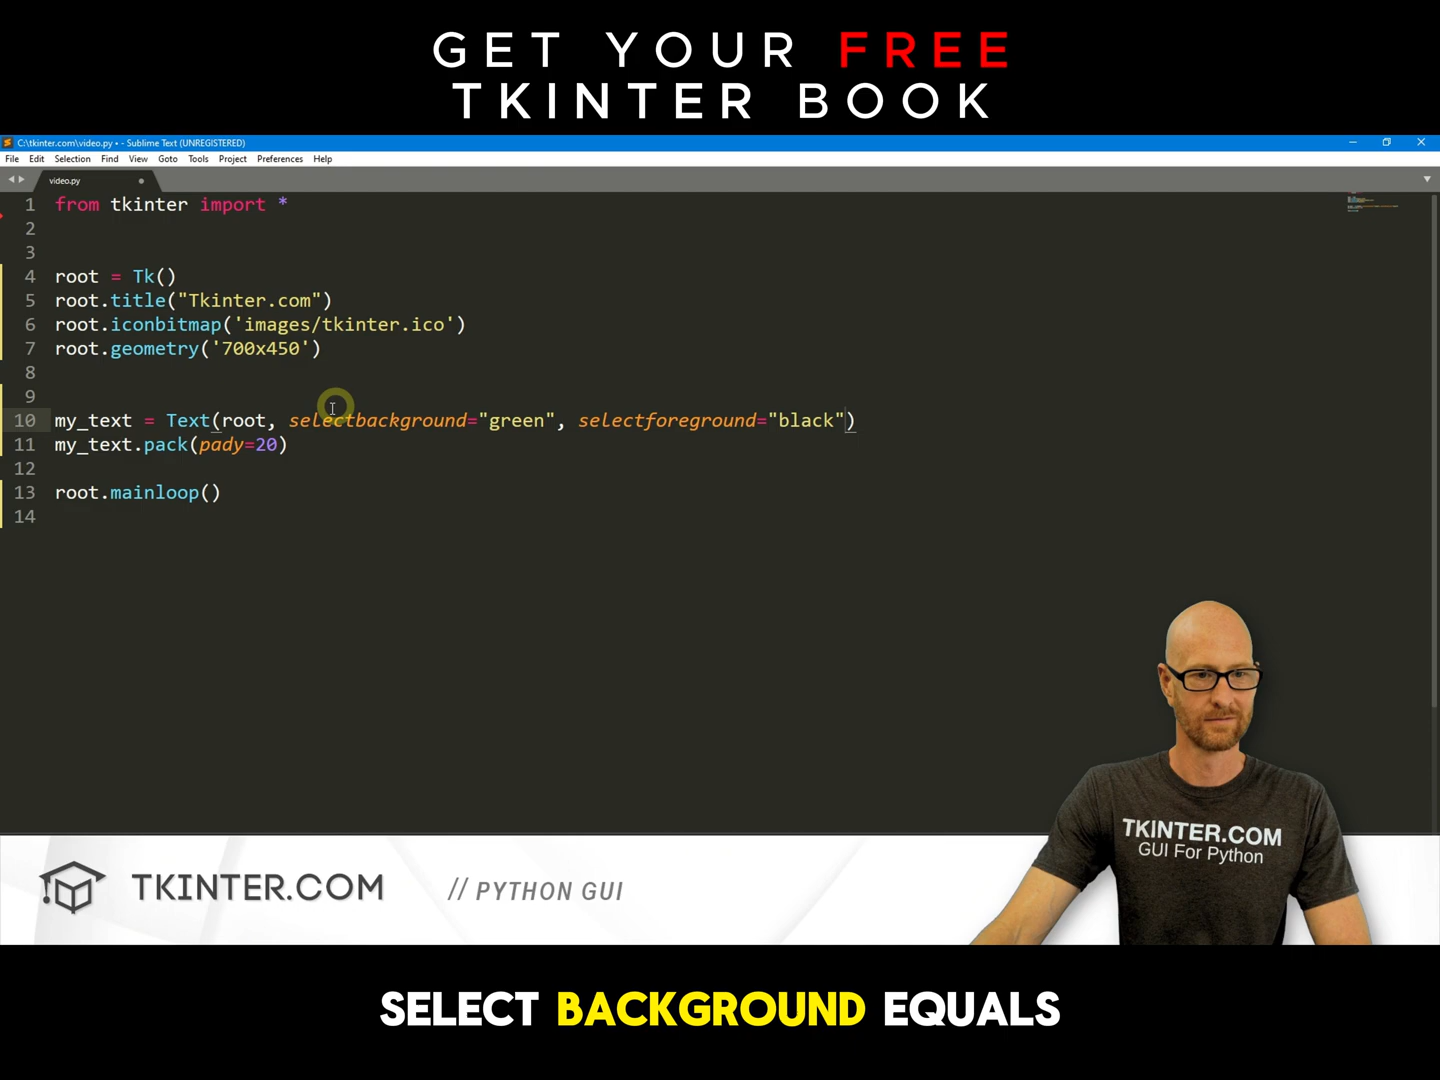 GET YOUR FREE
TKINTER BOOK
C:\tkinter.com\video.py • - Sublime Text (UNREGISTERED)
File Edit Selection Find View Goto Tools Project Preferences Help
video.py
1 from tkinter import *
2
3
4 root = Tk()
5 root.title("Tkinter.com")
6 root.iconbitmap('images/tkinter.ico')
7 root.geometry('700x450')
8
9
10 my_text = Text(root, selectbackground="green", selectforeground="black")
11 my_text.pack(pady=20)
12
13 root.mainloop()
14
TKINTER.COM
GUI For Python
TKINTER.COM // PYTHON GUI
SELECT BACKGROUND EQUALS